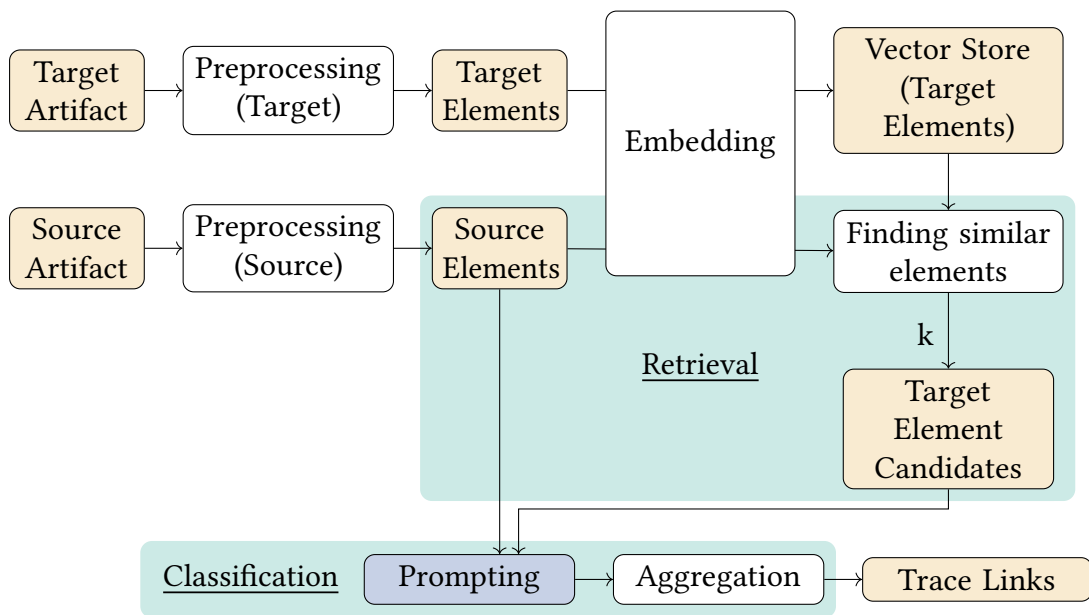 Target
Artifact
Preprocessing
(Target)
Target
Elements
Embedding
Vector Store
(Target
Elements)
Source
Artifact
Preprocessing
(Source)
Source
Elements
Finding similar
elements
k
Retrieval
Target
Element
Candidates
Classification
Prompting
Aggregation
Trace Links